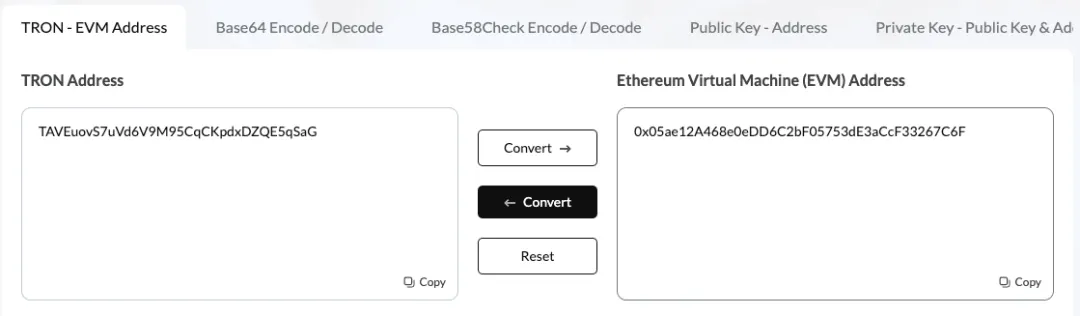 TRON - EVM Address
Base64 Encode / Decode
Base58Check Encode / Decode
Public Key - Address
Private Key - Public Key & Ad
TRON Address
Ethereum Virtual Machine (EVM) Address
TAVEuovS7uVd6V9M95CqCKpdxDZQE5qSaG
0x05ae12A468e0eDD6C2bF05753dE3aCcF33267C6F
Convert →
← Convert
Reset
Copy
Copy